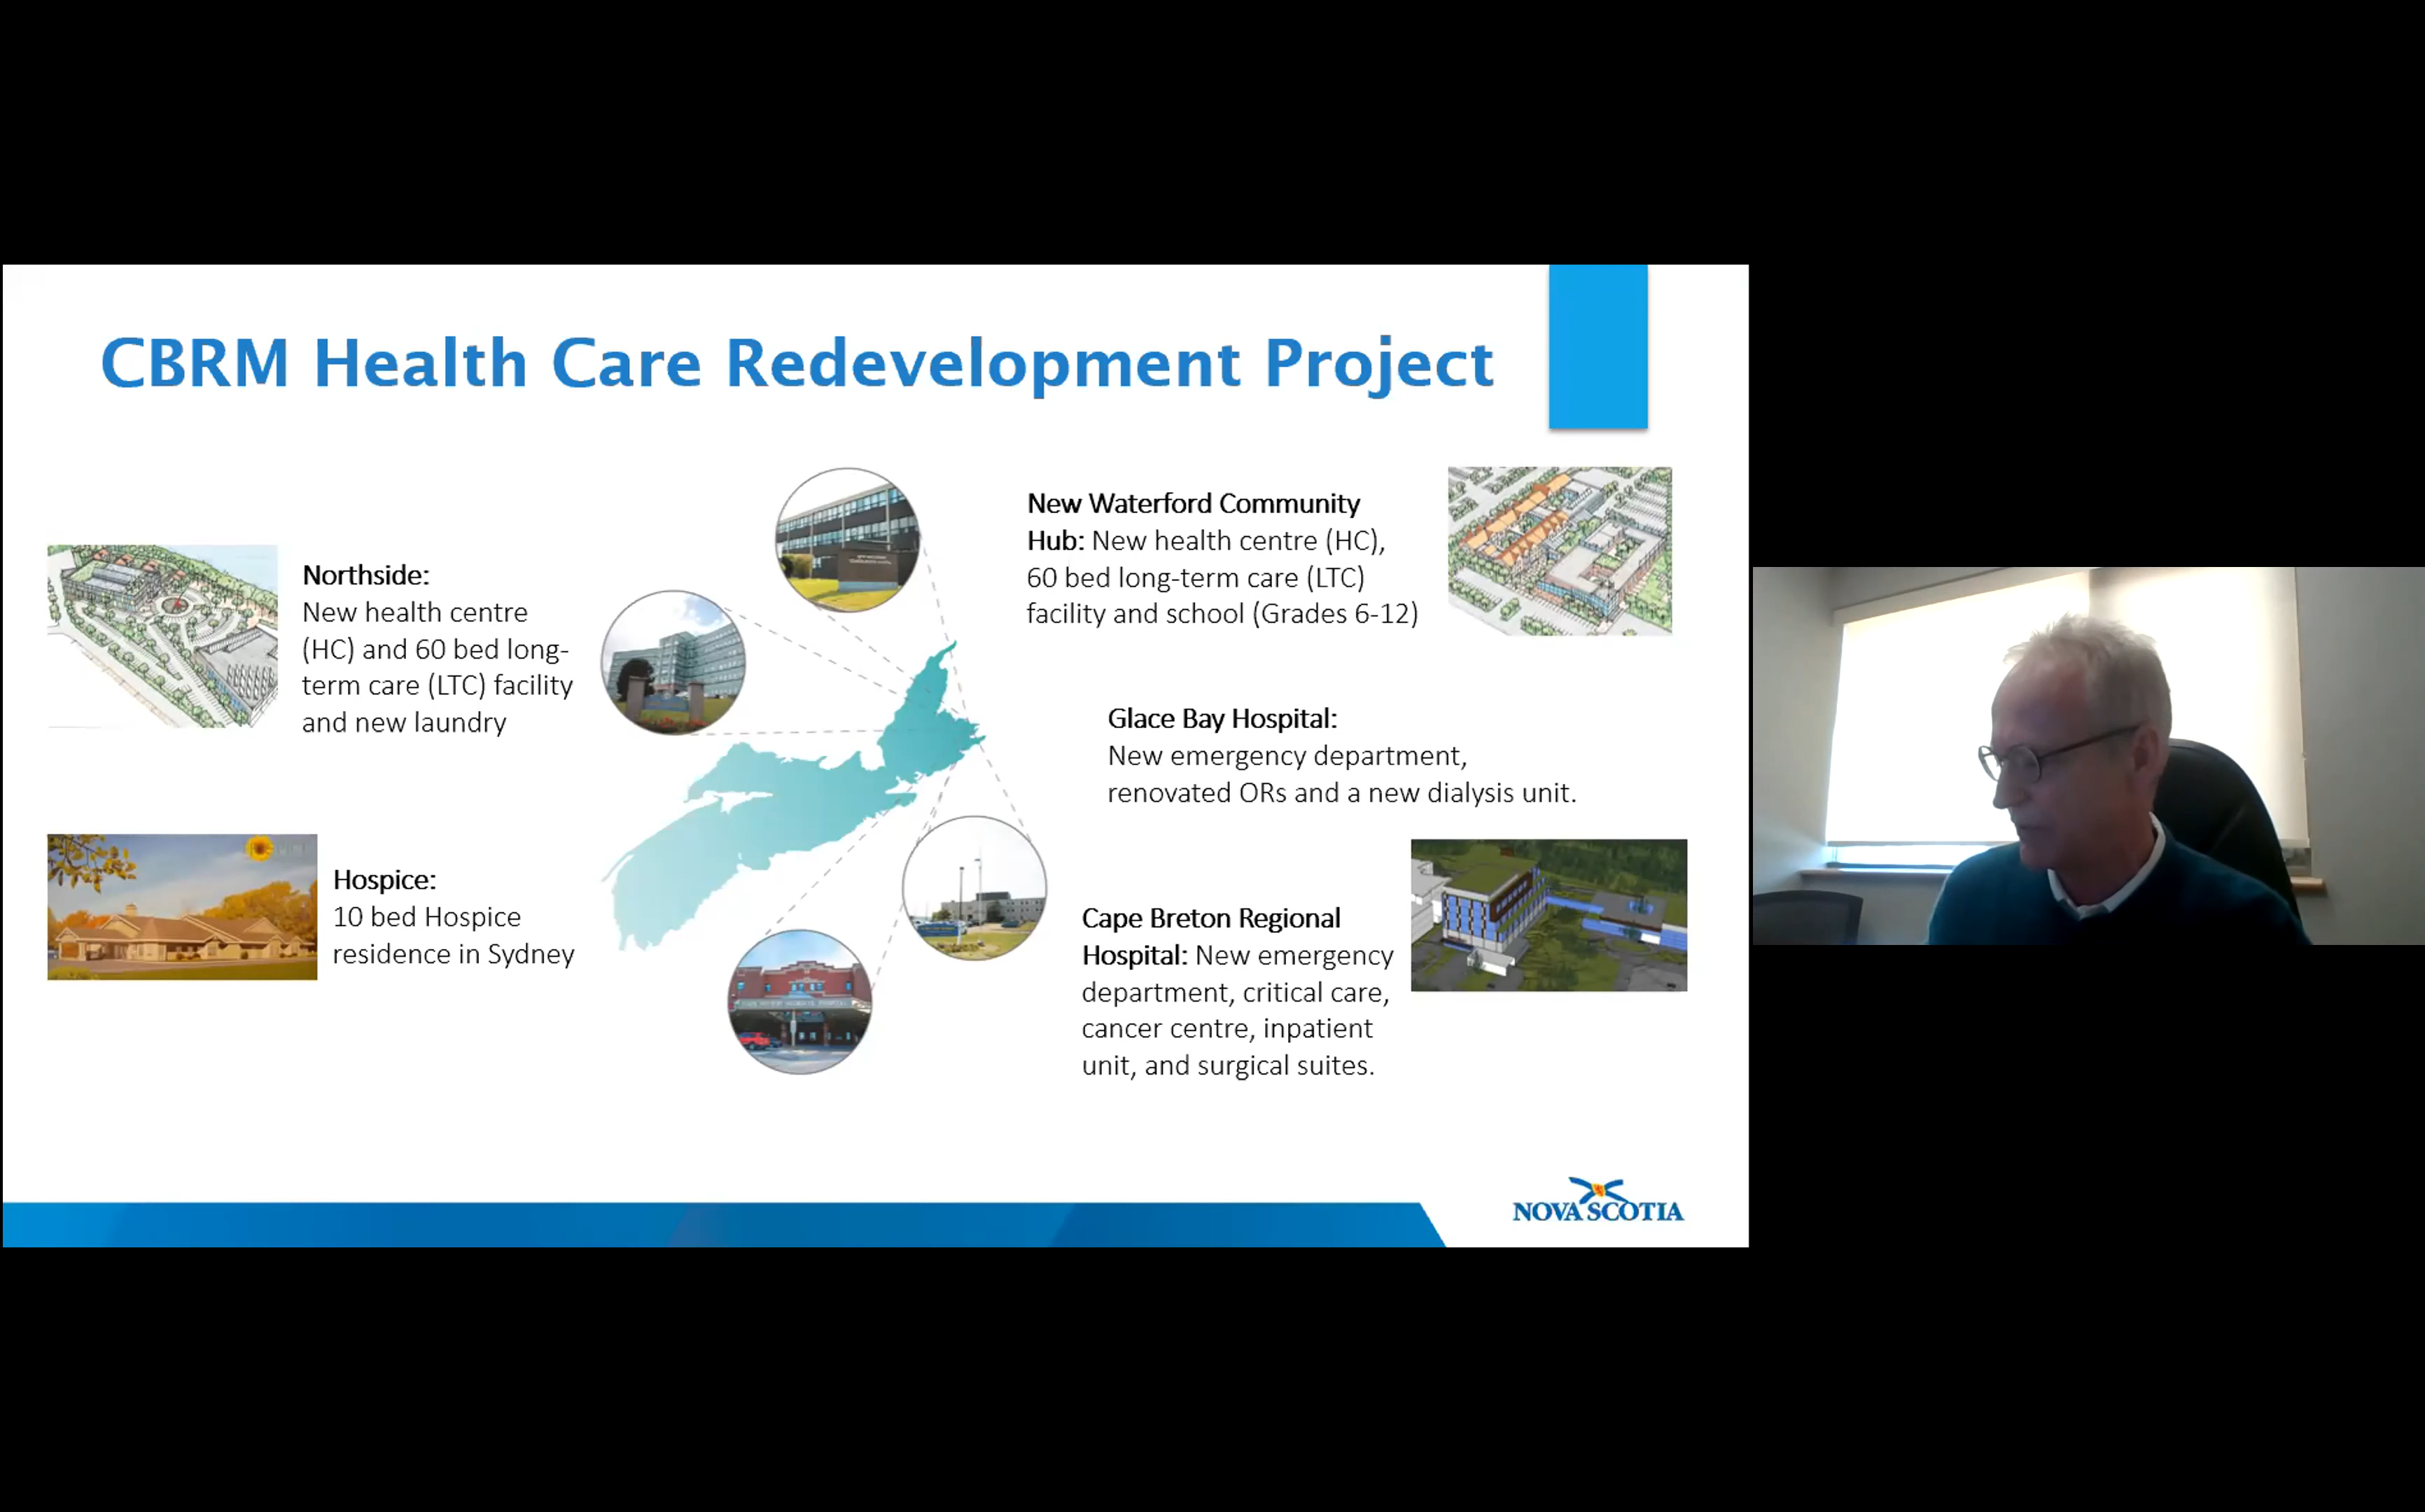 CBRM Health Care Redevelopment Project
Northside:
New health centre
(HC) and 60 bed long-
term care (LTC) facility
and new laundry
Hospice:
10 bed Hospice
residence in Sydney
New Waterford Community
Hub: New health centre (HC),
60 bed long-term care (LTC)
facility and school (Grades 6-12)
Glace Bay Hospital:
New emergency department,
renovated ORs and a new dialysis unit.
Cape Breton Regional
Hospital: New emergency
department, critical care,
cancer centre, inpatient
unit, and surgical suites.
NOVA SCOTIA